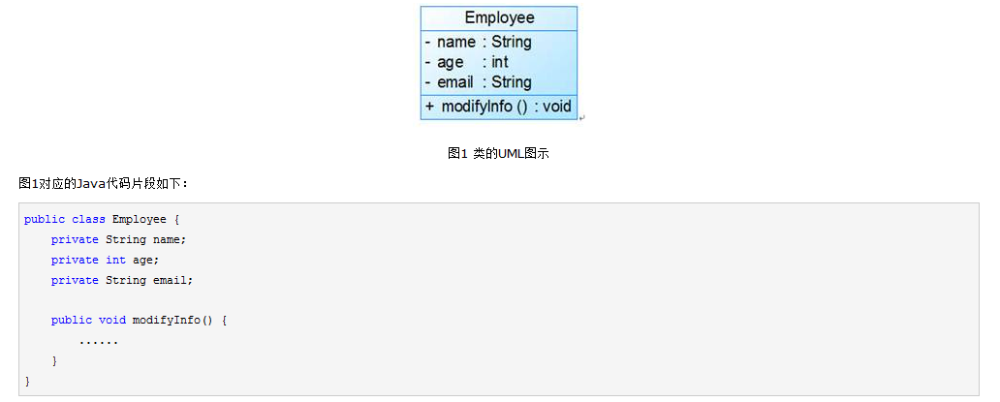 Employee
- name : String
- age : int
- email : String
+ modifyInfo () : void
图1 类的UML图示
图1对应的Java代码片段如下：
public class Employee {
    private String name;
    private int age;
    private String email;
    public void modifyInfo() {
        ......
    }
}